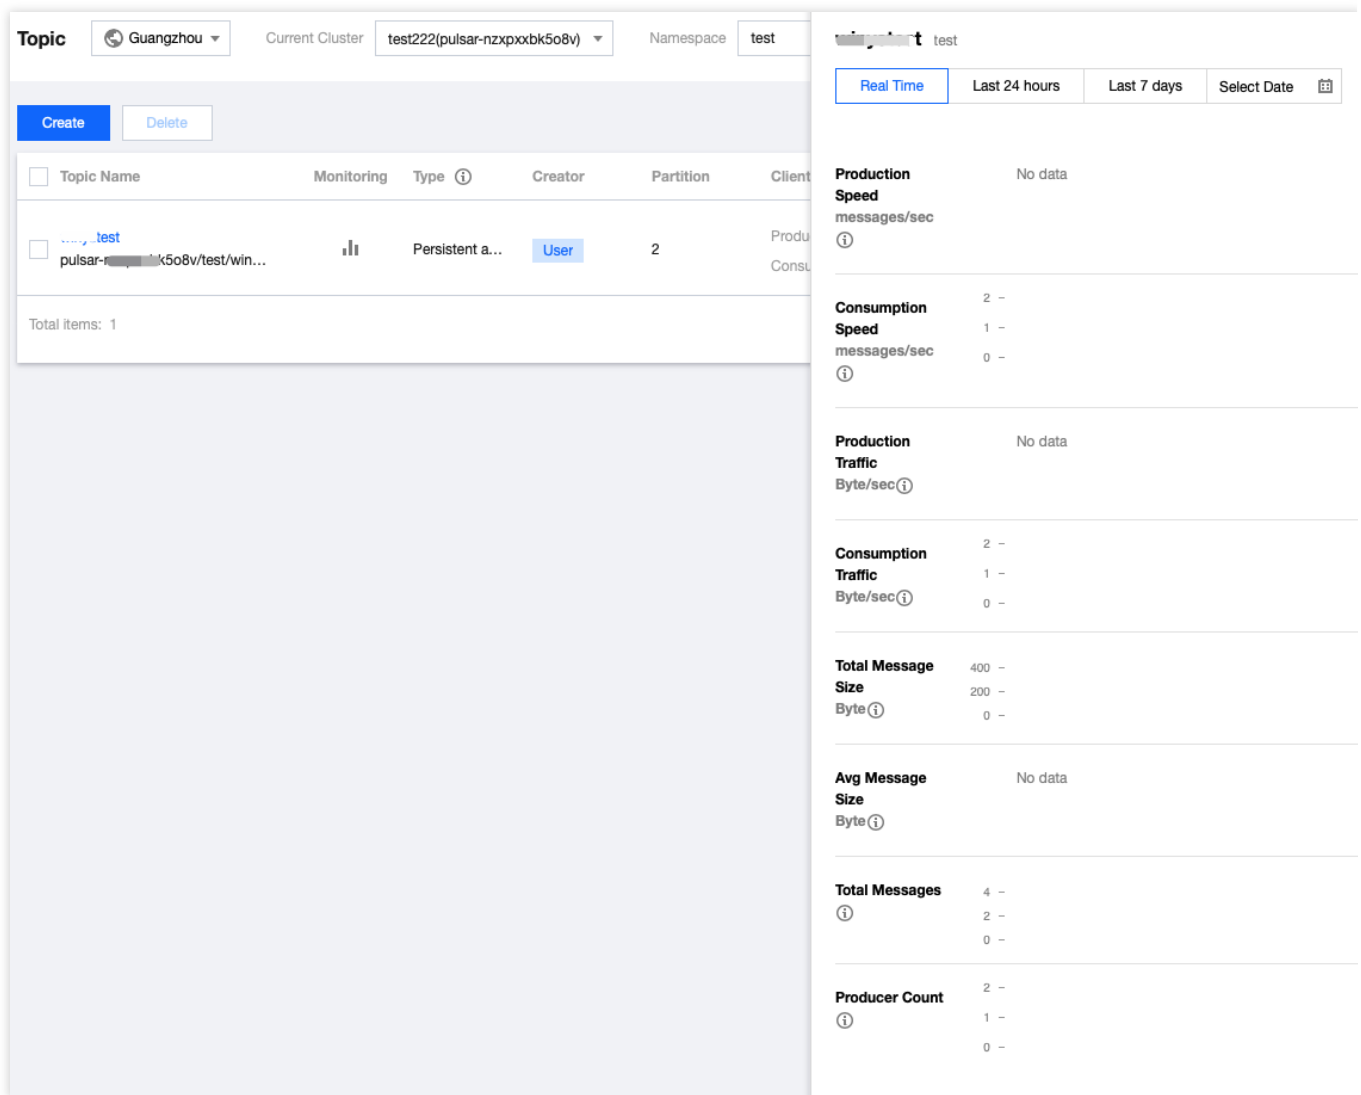 Topic Guangzhou Current Cluster test222(pulsar-nzxpxxbk5o8v) Namespace test
Create Delete
Topic Name Monitoring Type Creator Partition Client
test
pulsar- k5o8v/test/win... Persistent a... User 2 Produ
Consu
Total items: 1
test
Real Time Last 24 hours Last 7 days Select Date
Production No data
Speed
messages/sec
Consumption
Speed
messages/sec
2
1
0
Production No data
Traffic
Byte/sec
Consumption
Traffic
Byte/sec
2
1
0
Total Message
Size
Byte
400
200
0
Avg Message No data
Size
Byte
Total Messages
4
2
0
Producer Count
2
1
0